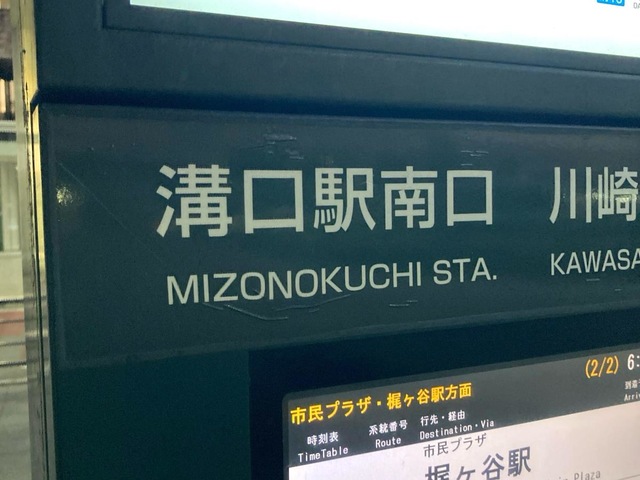 溝口駅南口 川崎
MIZONOKUCHI STA. KAWASA
市民プラザ・梶ヶ谷駅方面 (2/2) 6:
時刻表 系統番号 行先・経由
TimeTable Route Destination・Via
市民プラザ
梶ヶ谷駅
Plaza